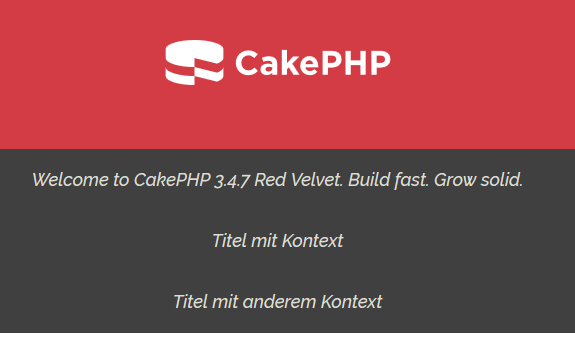 CakePHP
Welcome to CakePHP 3.4.7 Red Velvet. Build fast. Grow solid.
Titel mit Kontext
Titel mit anderem Kontext